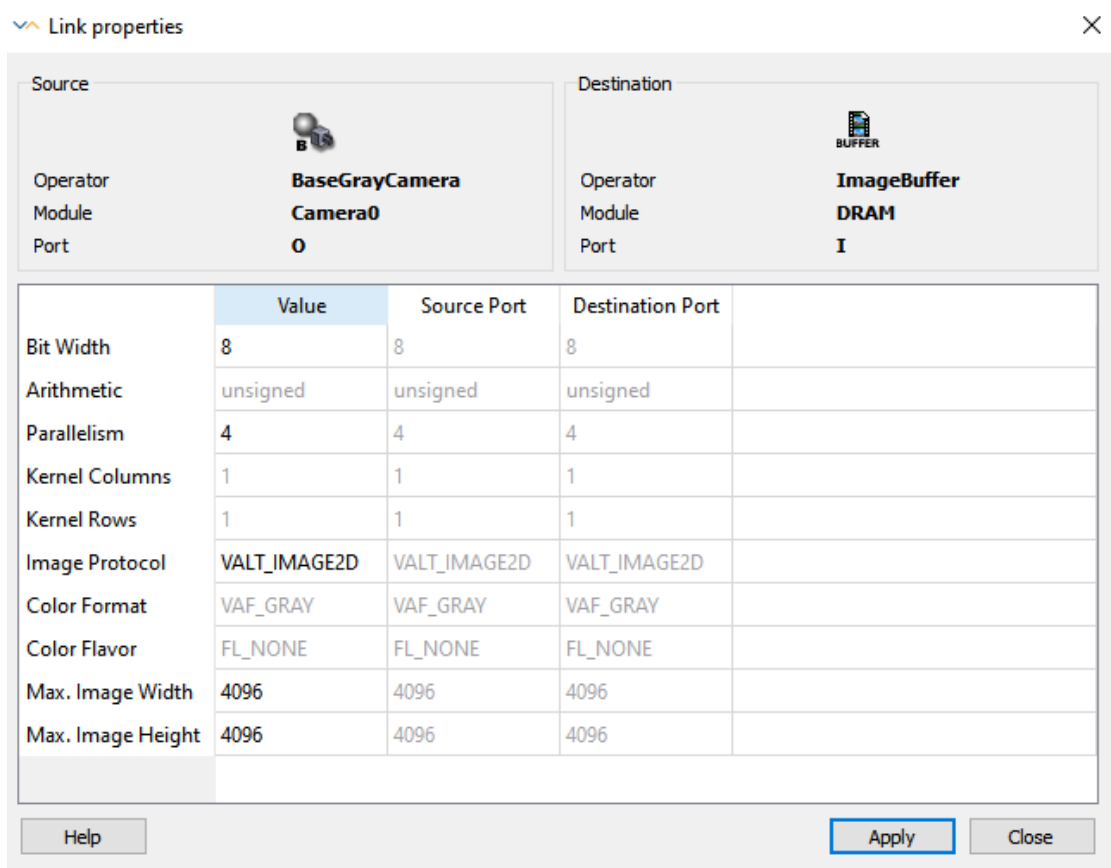 Link properties
Source
B
Operator BaseGrayCamera
Module Camera0
Port O
Destination
BUFFER
Operator ImageBuffer
Module DRAM
Port I
Value Source Port Destination Port
Bit Width 8 8 8
Arithmetic unsigned unsigned unsigned
Parallelism 4 4 4
Kernel Columns 1 1 1
Kernel Rows 1 1 1
Image Protocol VALT_IMAGE2D VALT_IMAGE2D VALT_IMAGE2D
Color Format VAF_GRAY VAF_GRAY VAF_GRAY
Color Flavor FL_NONE FL_NONE FL_NONE
Max. Image Width 4096 4096 4096
Max. Image Height 4096 4096 4096
Help Apply Close